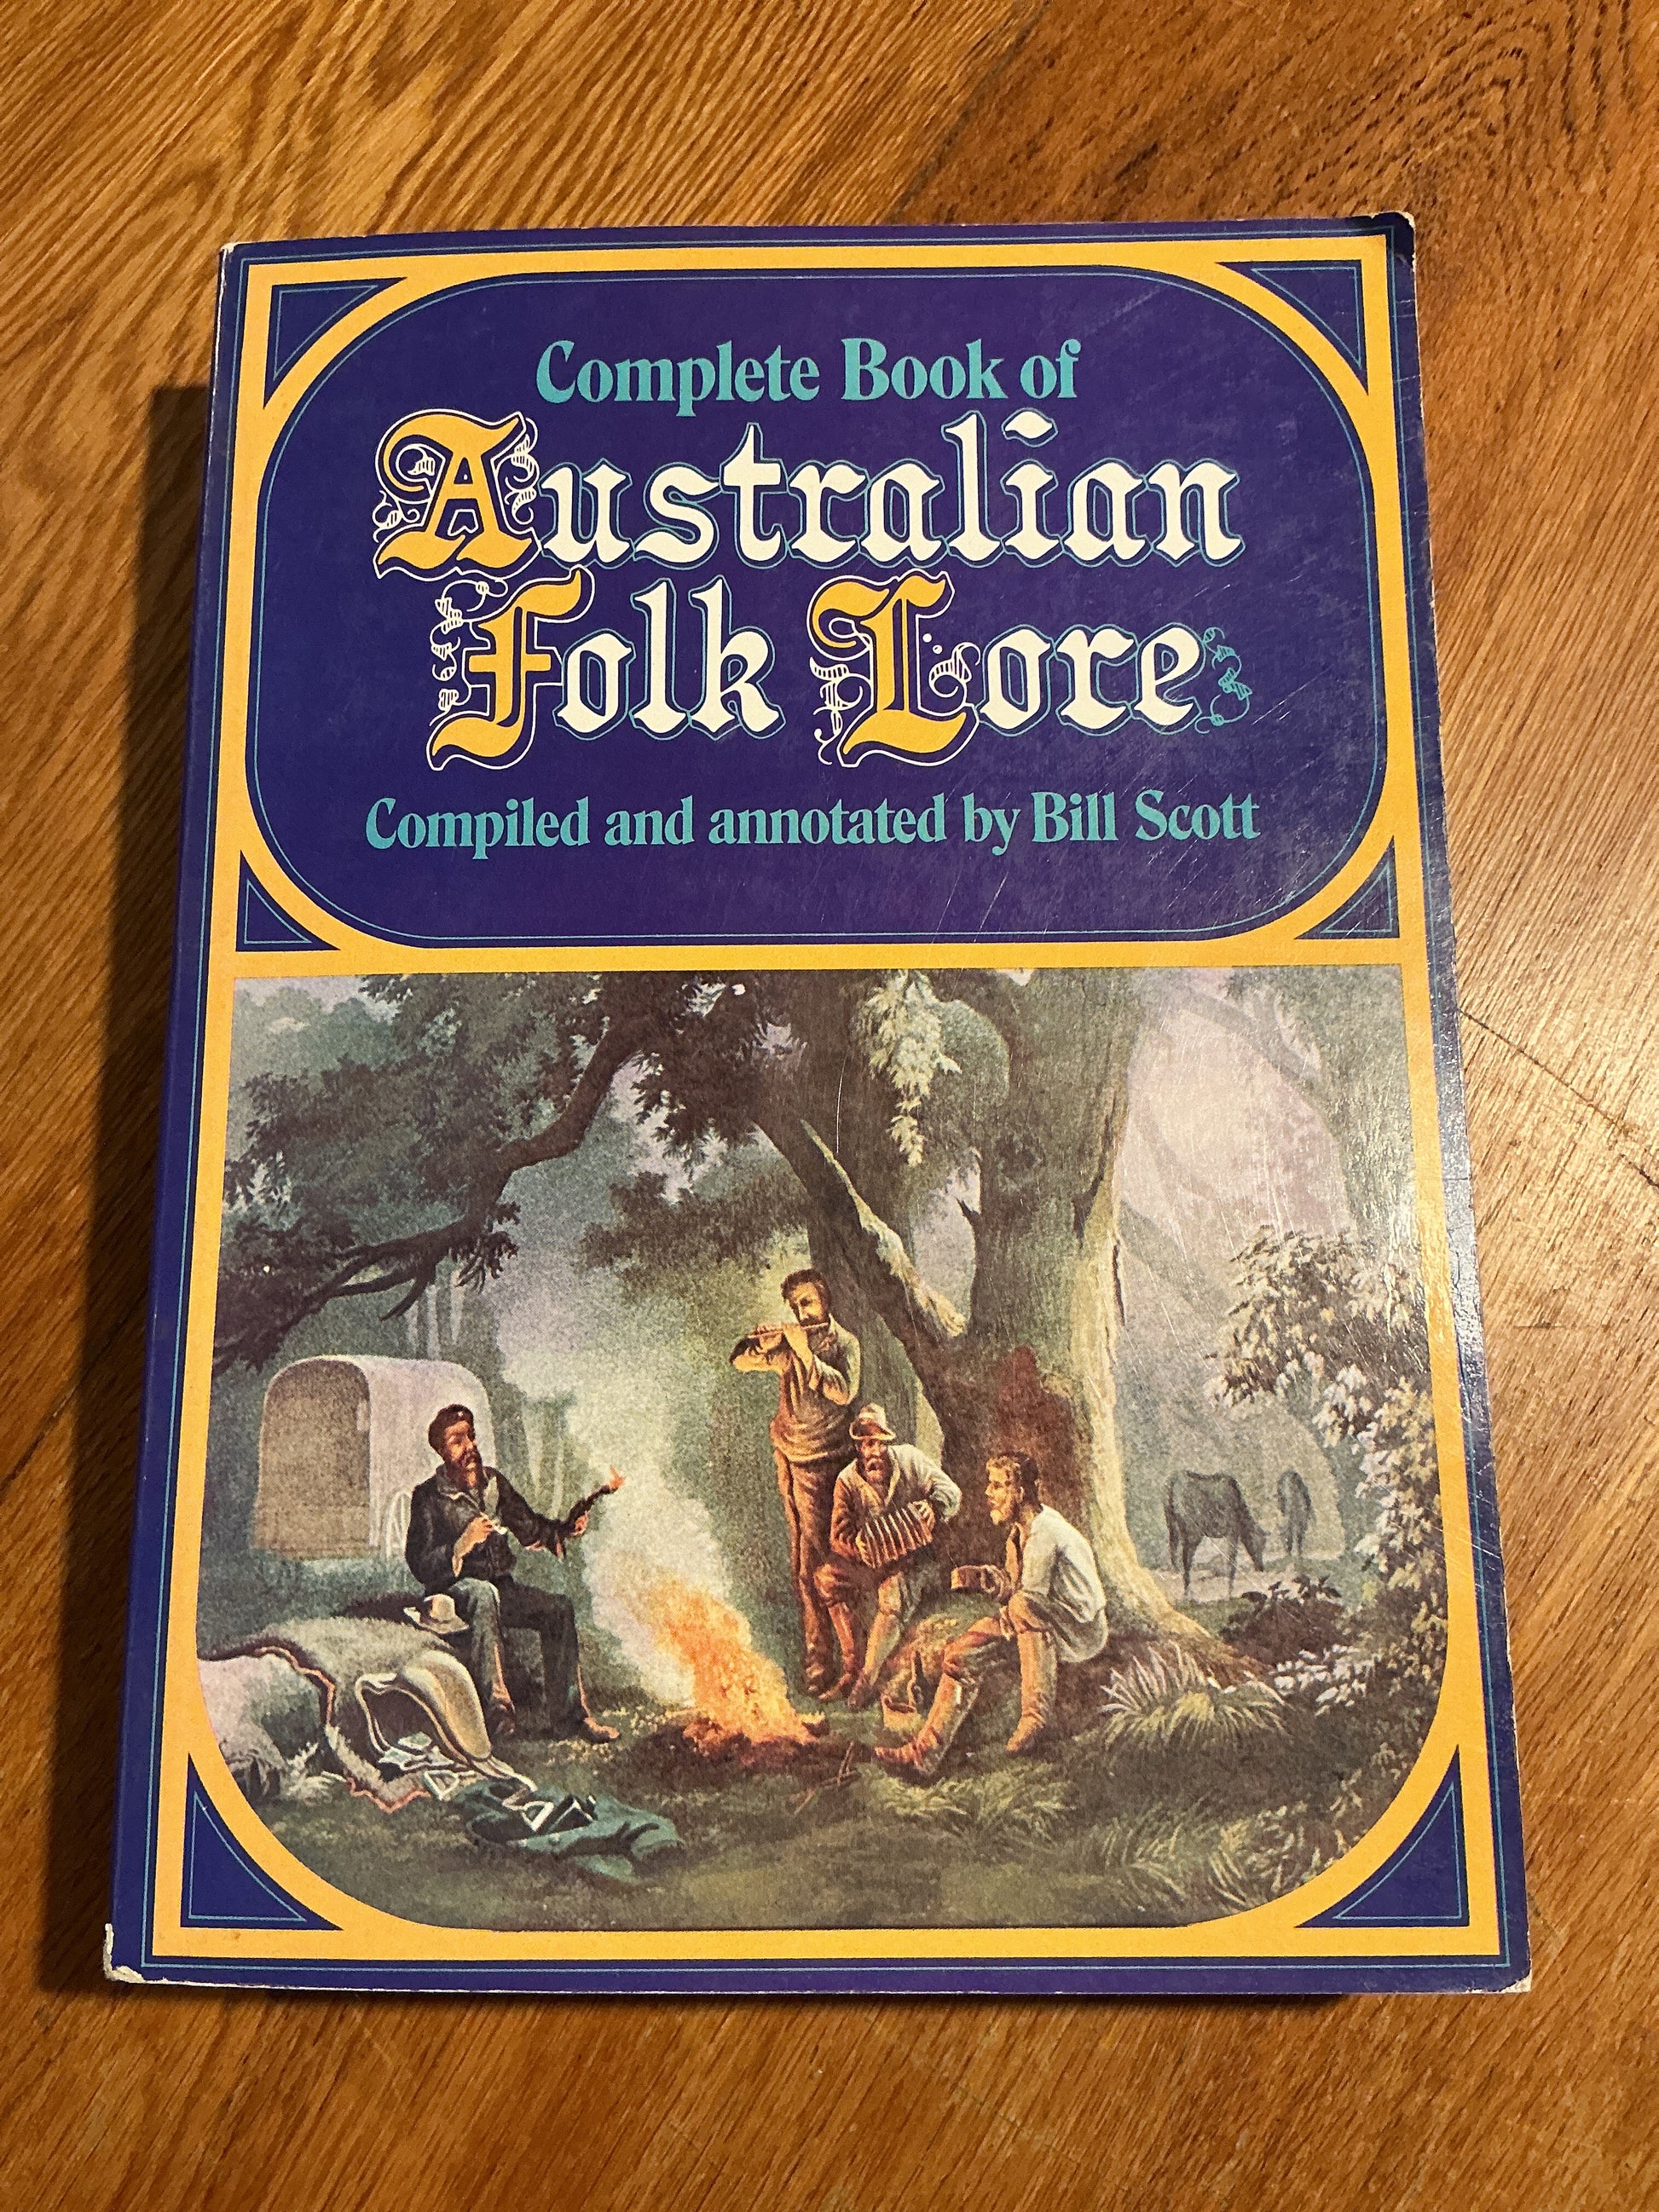 Complete Book of
Australian
Folk Lore
Compiled and annotated by Bill Scott